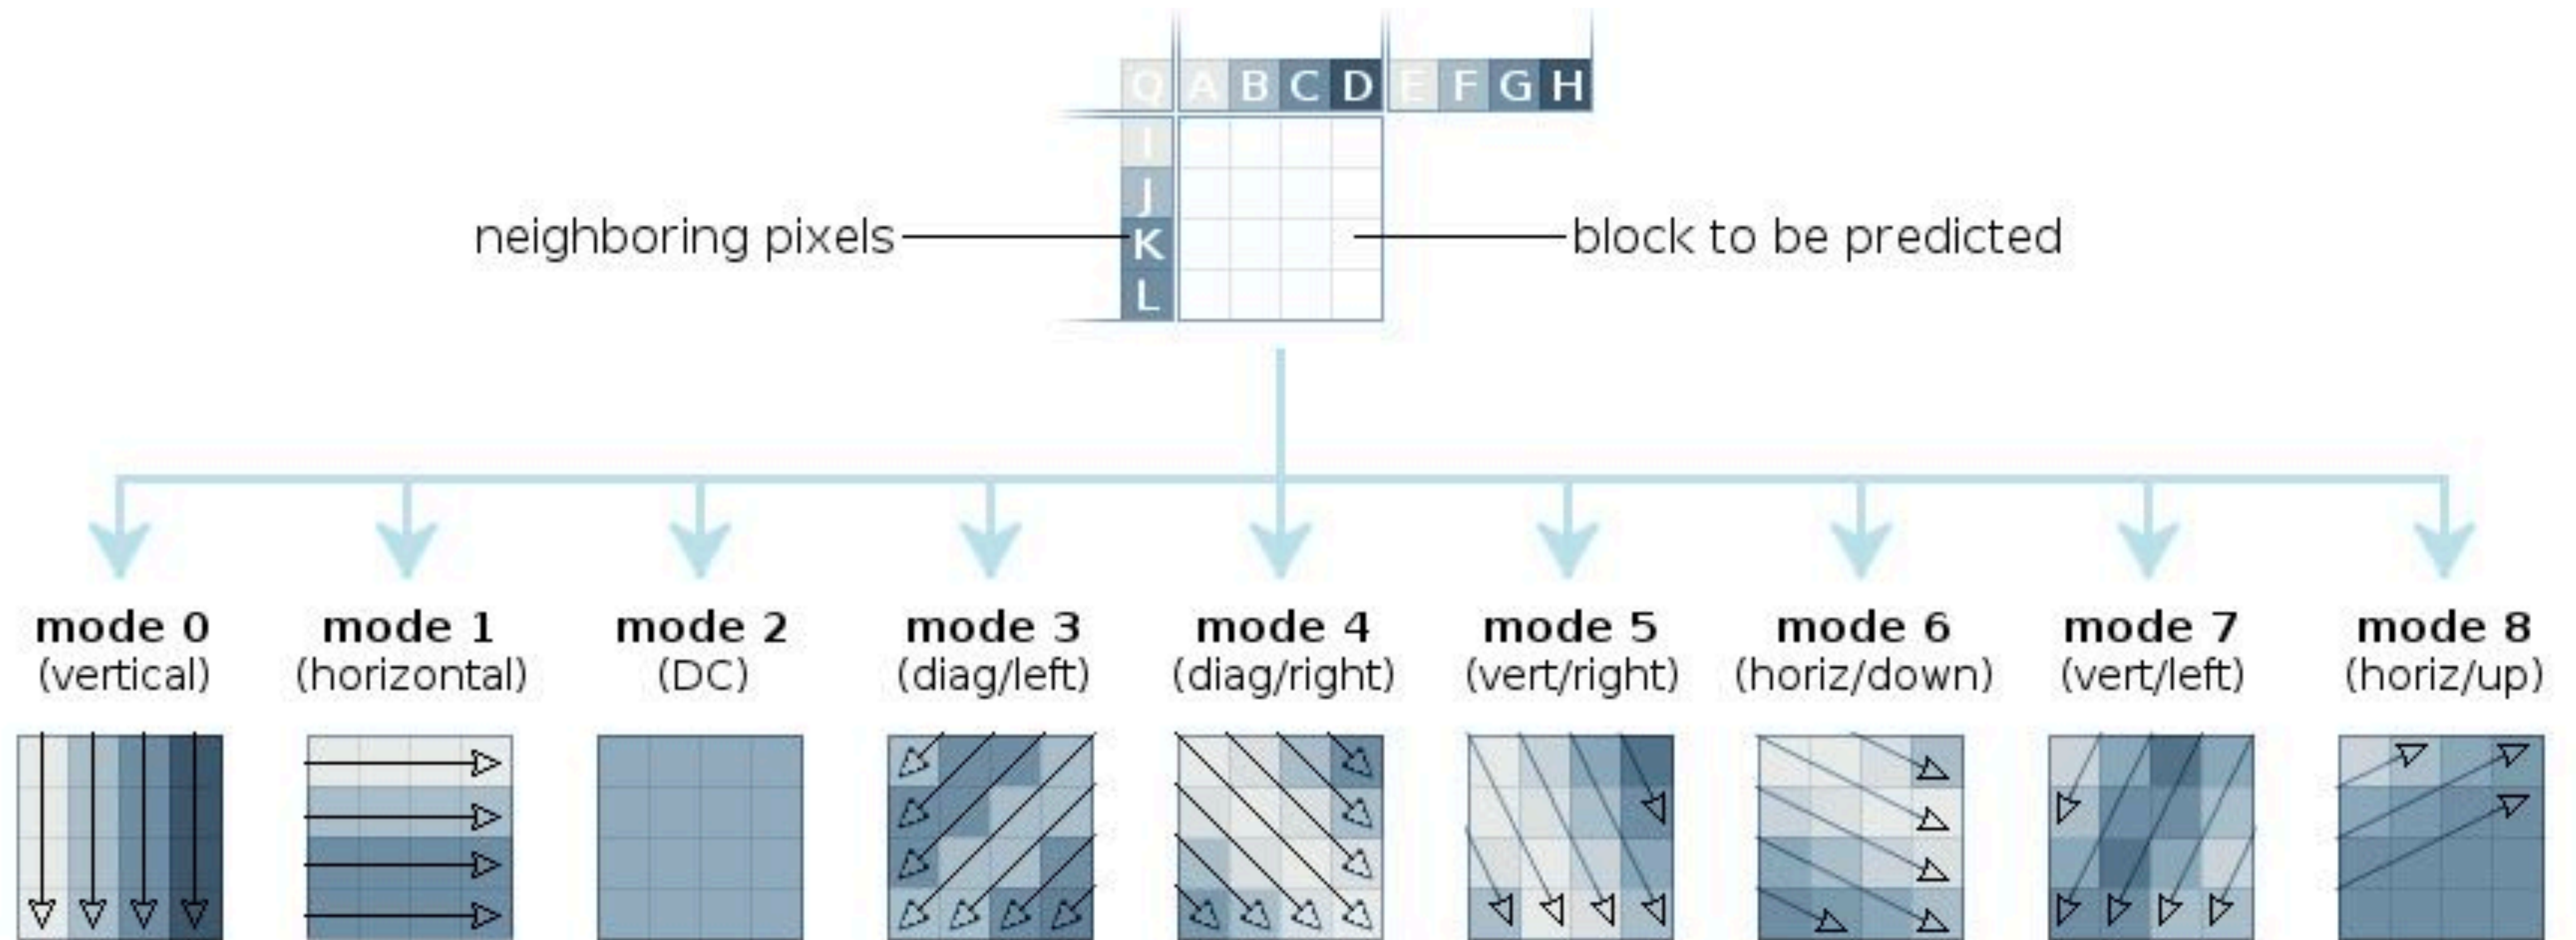 Q A B C D E F G H
I
J
K
L
neighboring pixels
block to be predicted
mode 0
(vertical)
mode 1
(horizontal)
mode 2
(DC)
mode 3
(diag/left)
mode 4
(diag/right)
mode 5
(vert/right)
mode 6
(horiz/down)
mode 7
(vert/left)
mode 8
(horiz/up)